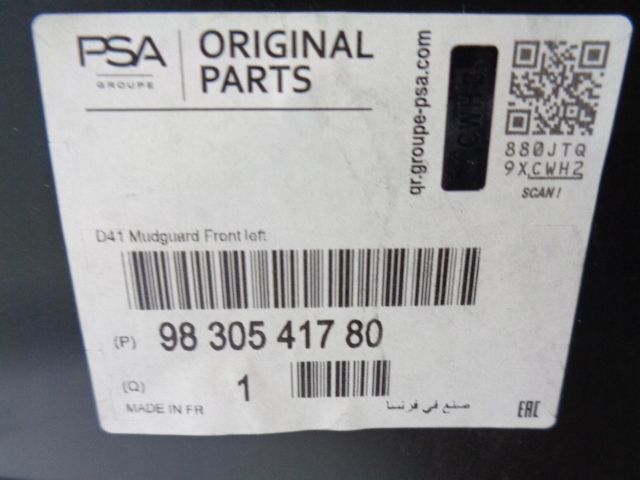 PSA
GROUPE
ORIGINAL
PARTS
qr.groupe-psa.com
CWH2
880JTQ
9XCWH2
SCAN!
D41 Mudguard Front left
(P) 98 305 417 80
(Q) 1
MADE IN FR
صنع في فرنسا
EAC